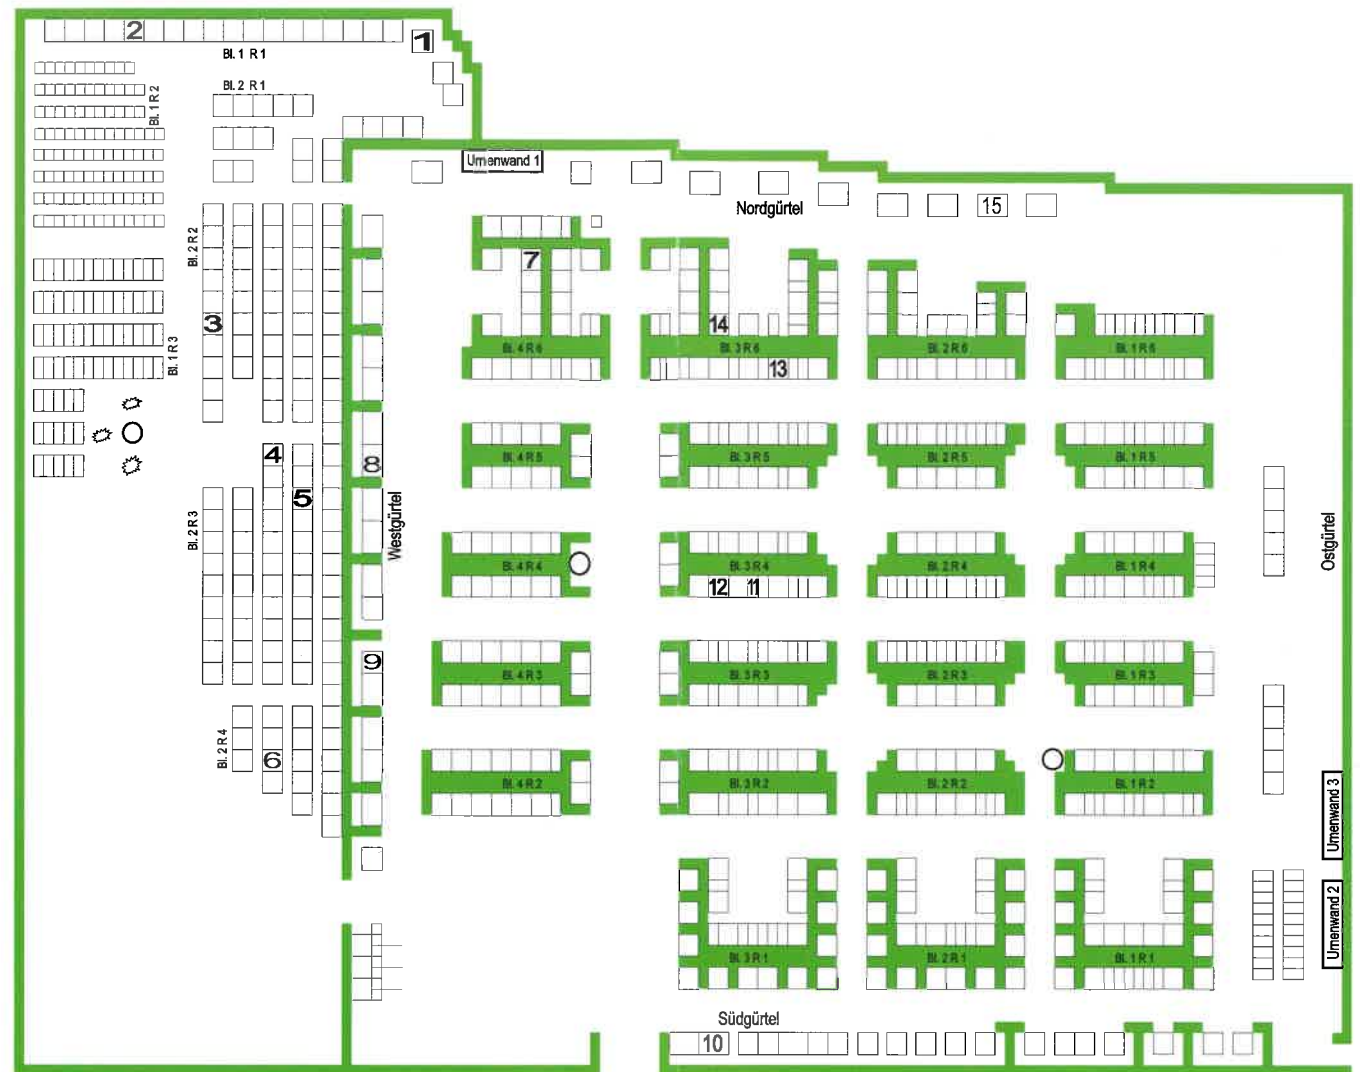 2
1
Bl. 1 R 1
Bl. 2 R 1
Bl. 1 R 2
Urnenwand 1
Nordgürtel
15
Bl. 2 R 2
7
3
14
Bl. 4 R 6
Bl. 3 R 6
Bl. 2 R 6
Bl. 1 R 6
Bl. 1 R 3
13
4
8
Bl. 4 R 5
Bl. 3 R 5
Bl. 2 R 5
Bl. 1 R 5
5
Bl. 2 R 3
Westgürtel
Ostgürtel
Bl. 4 R 4
Bl. 3 R 4
Bl. 2 R 4
Bl. 1 R 4
12
11
9
Bl. 4 R 3
Bl. 3 R 3
Bl. 2 R 3
Bl. 1 R 3
Bl. 2 R 4
6
Bl. 4 R 2
Bl. 3 R 2
Bl. 2 R 2
Bl. 1 R 2
Urnenwand 3
Urnenwand 2
Bl. 3 R 1
Bl. 2 R 1
Bl. 1 R 1
Südgürtel
10